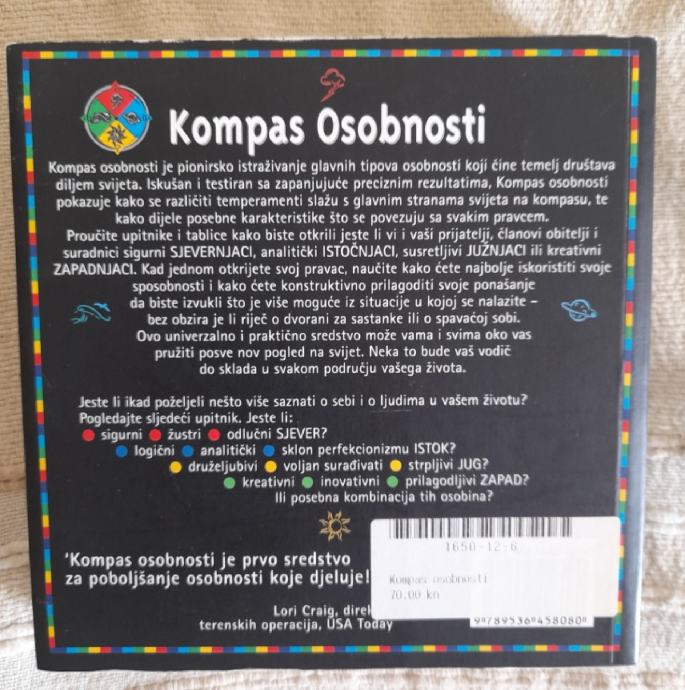 Kompas Osobnosti
Kompas osobnosti je pionirsko istraživanje glavnih tipova osobnosti koji čine temelj društava
diljem svijeta. Iskušan i testiran sa zapanjujuće preciznim rezultatima, Kompas osobnosti
pokazuje kako se različiti temperamenti slažu s glavnim stranama svijeta na kompasu, te
kako dijele posebne karakteristike što se povezuju sa svakim pravcem.
Proučite upitnike i tablice kako biste otkrili jeste li vi i vaši prijatelji, članovi obitelji i
suradnici sigurni SJEVERNJACI, analitički ISTOČNJACI, susretljivi JUŽNJACI ili kreativni
ZAPADNJACI. Kad jednom otkrijete svoj pravac, naučite kako ćete najbolje iskoristiti svoje
sposobnosti i kako ćete konstruktivno prilagoditi svoje ponašanje
da biste izvukli što je više moguće iz situacije u kojoj se nalazite –
bez obzira je li riječ o dvorani za sastanke ili o spavaćoj sobi.
Ovo univerzalno i praktično sredstvo može vama i svima oko vas
pružiti posve nov pogled na svijet. Neka to bude vaš vodič
do sklada u svakom području vašega života.
Jeste li ikad poželjeli nešto više saznati o sebi i o ljudima u vašem životu?
Pogledajte sljedeći upitnik. Jeste li:
● sigurni ● žustri ● odlučni SJEVER?
● logični ● analitički ● sklon perfekcionizmu ISTOK?
● druželjubivi ● voljan surađivati ● strpljivi JUG?
● kreativni ● inovativni ● prilagodljivi ZAPAD?
Ili posebna kombinacija tih osobina?
'Kompas osobnosti je prvo sredstvo
za poboljšanje osobnosti koje djeluje!
Lori Craig, direk
terenskih operacija, USA Today
1650-12-6
Kompas osobnosti
70.00 kn
9 789536 458080